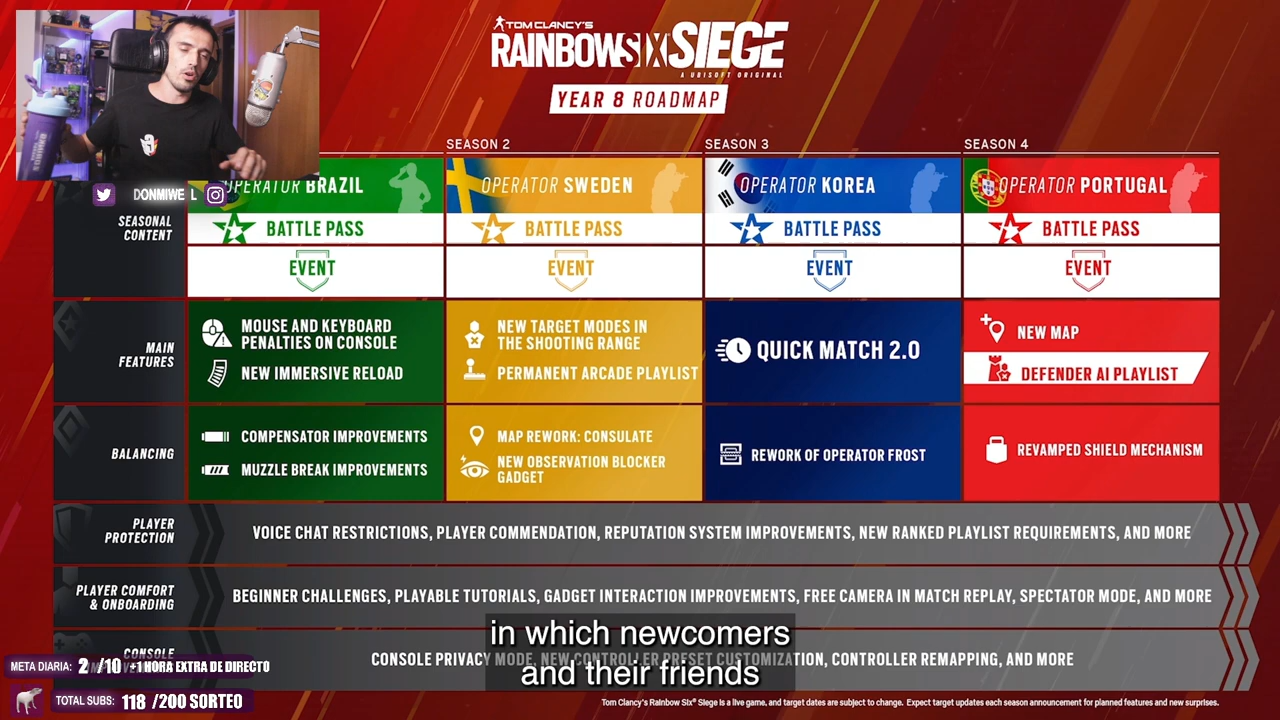 TOM CLANCY'S
RAINBOWSIX SIEGE
A UBISOFT ORIGINAL
YEAR 8 ROADMAP
SEASON 2
SEASON 3
SEASON 4
DONMIWE L
SEASONAL
CONTENT
OPERATOR BRAZIL
OPERATOR SWEDEN
OPERATOR KOREA
OPERATOR PORTUGAL
BATTLE PASS
BATTLE PASS
BATTLE PASS
BATTLE PASS
EVENT
EVENT
EVENT
EVENT
MAIN
FEATURES
MOUSE AND KEYBOARD
PENALTIES ON CONSOLE
NEW IMMERSIVE RELOAD
NEW TARGET MODES IN
THE SHOOTING RANGE
PERMANENT ARCADE PLAYLIST
QUICK MATCH 2.0
NEW MAP
DEFENDER AI PLAYLIST
BALANCING
COMPENSATOR IMPROVEMENTS
MUZZLE BREAK IMPROVEMENTS
MAP REWORK: CONSULATE
NEW OBSERVATION BLOCKER
GADGET
REWORK OF OPERATOR FROST
REVAMPED SHIELD MECHANISM
PLAYER
PROTECTION
VOICE CHAT RESTRICTIONS, PLAYER COMMENDATION, REPUTATION SYSTEM IMPROVEMENTS, NEW RANKED PLAYLIST REQUIREMENTS, AND MORE
PLAYER COMFORT
& ONBOARDING
BEGINNER CHALLENGES, PLAYABLE TUTORIALS, GADGET INTERACTION IMPROVEMENTS, FREE CAMERA IN MATCH REPLAY, SPECTATOR MODE, AND MORE
CONSOLE
CONSOLE PRIVACY MODE, NEW CONTROLLER PRESET CUSTOMIZATION, CONTROLLER REMAPPING, AND MORE
in which newcomers
and their friends
META DIARIA: 2 /10 +1 HORA EXTRA DE DIRECTO
TOTAL SUBS: 118 /200 SORTEO
Tom Clancy's Rainbow Six® Siege is a live game, and target dates are subject to change. Expect target updates each season announcement for planned features and new surprises.